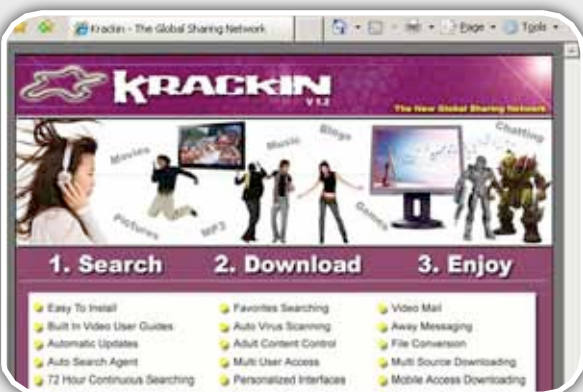 Krackin - The Global Sharing Network
Page
Tools
KRACKIN
V 1.2
The New Global Sharing Network
Movies
Music
Blogs
Chatting
Pictures
MP3
Games
1. Search 2. Download 3. Enjoy
Easy To Install
Built In Video User Guides
Automatic Updates
Auto Search Agent
72 Hour Continuous Searching
Favorites Searching
Auto Virus Scanning
Adult Content Control
Multi User Access
Personalized Interfaces
Video Mail
Away Messaging
File Conversion
Multi Source Downloading
Mobile Access Downloading